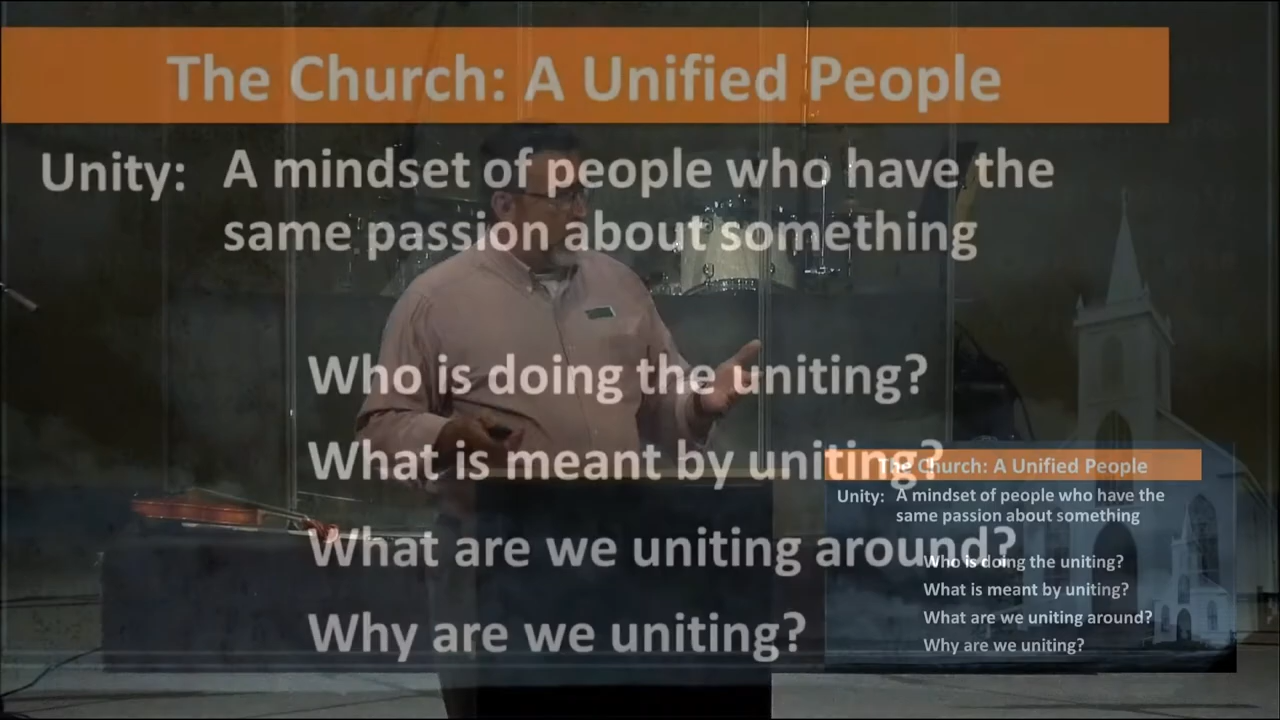 The Church: A Unified People
Unity: A mindset of people who have the
same passion about something
Who is doing the uniting?
What is meant by uniting?
What are we uniting around?
Why are we uniting?
The Church: A Unified People
Unity: A mindset of people who have the
same passion about something
Who is doing the uniting?
What is meant by uniting?
What are we uniting around?
Why are we uniting?